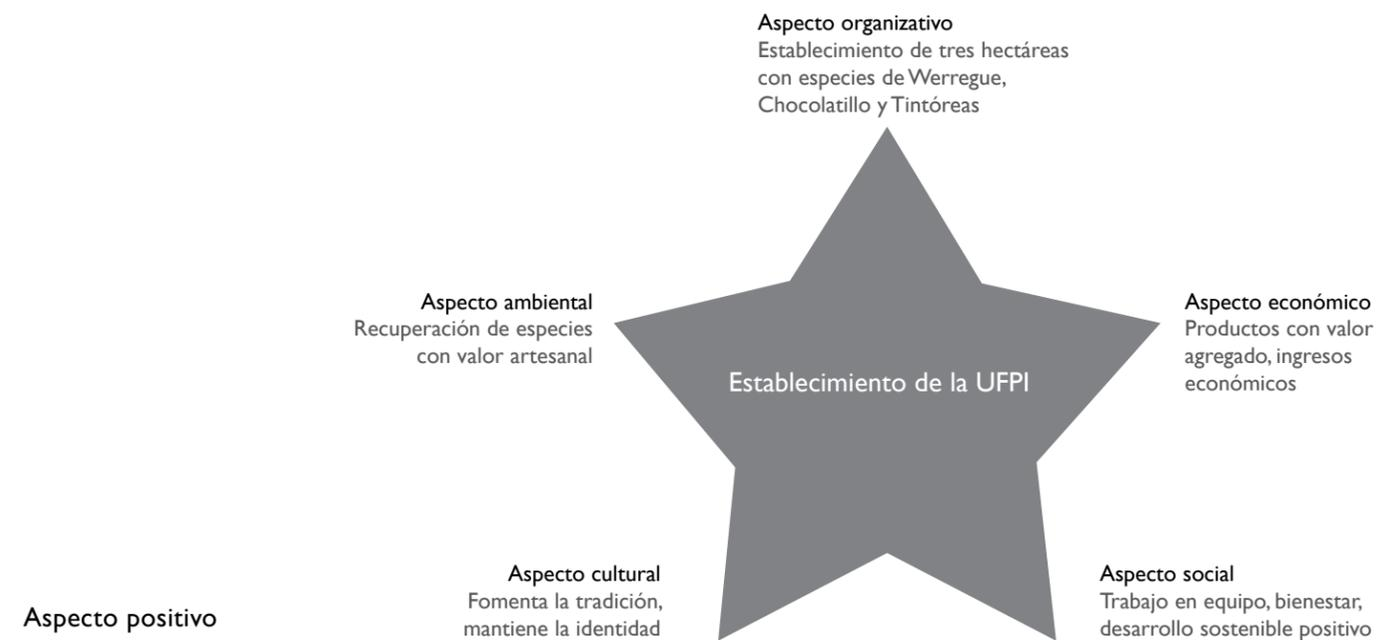 Aspecto organizativo
Establecimiento de tres hectáreas
con especies de Werregue,
Chocolatillo y Tintóreas
Aspecto ambiental
Recuperación de especies
con valor artesanal
Aspecto económico
Productos con valor
agregado, ingresos
económicos
Establecimiento de la UFPI
Aspecto cultural
Fomenta la tradición,
mantiene la identidad
Aspecto social
Trabajo en equipo, bienestar,
desarrollo sostenible positivo
Aspecto positivo